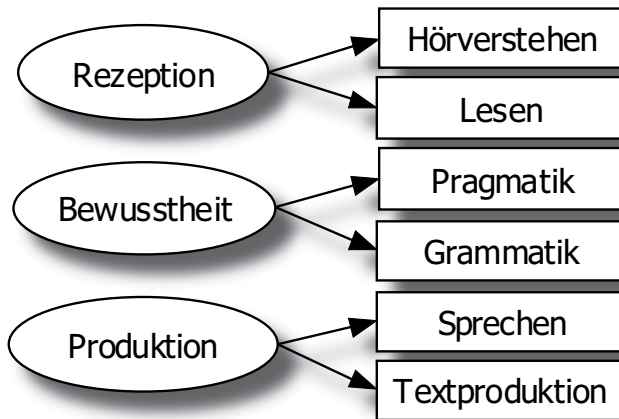 Rezeption
Hörverstehen
Lesen
Bewusstheit
Pragmatik
Grammatik
Produktion
Sprechen
Textproduktion